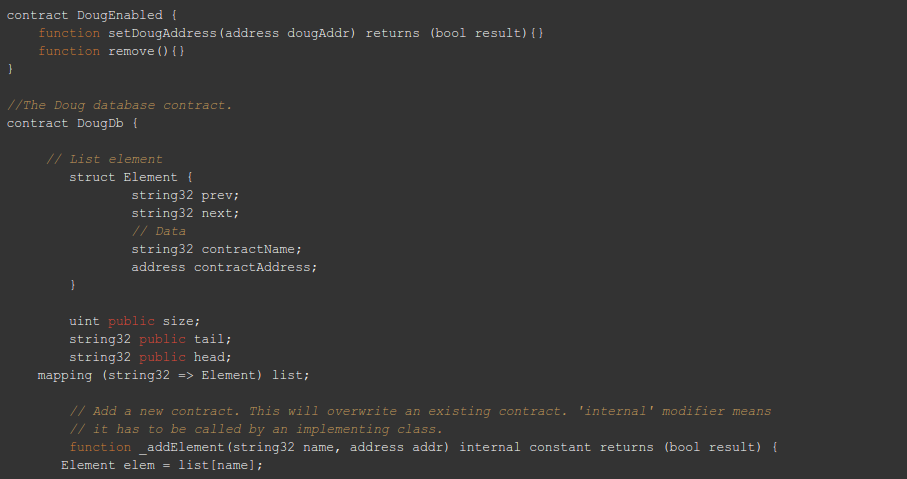 contract DougEnabled {
function setDougAddress(address dougAddr) returns (bool result){}
function remove(){}
}
//The Doug database contract.
contract DougDb {
// List element
struct Element {
string32 prev;
string32 next;
// Data
string32 contractName;
address contractAddress;
}
uint public size;
string32 public tail;
string32 public head;
mapping (string32 => Element) list;
// Add a new contract. This will overwrite an existing contract. 'internal' modifier means
// it has to be called by an implementing class.
function _addElement(string32 name, address addr) internal constant returns (bool result) {
Element elem = list[name];